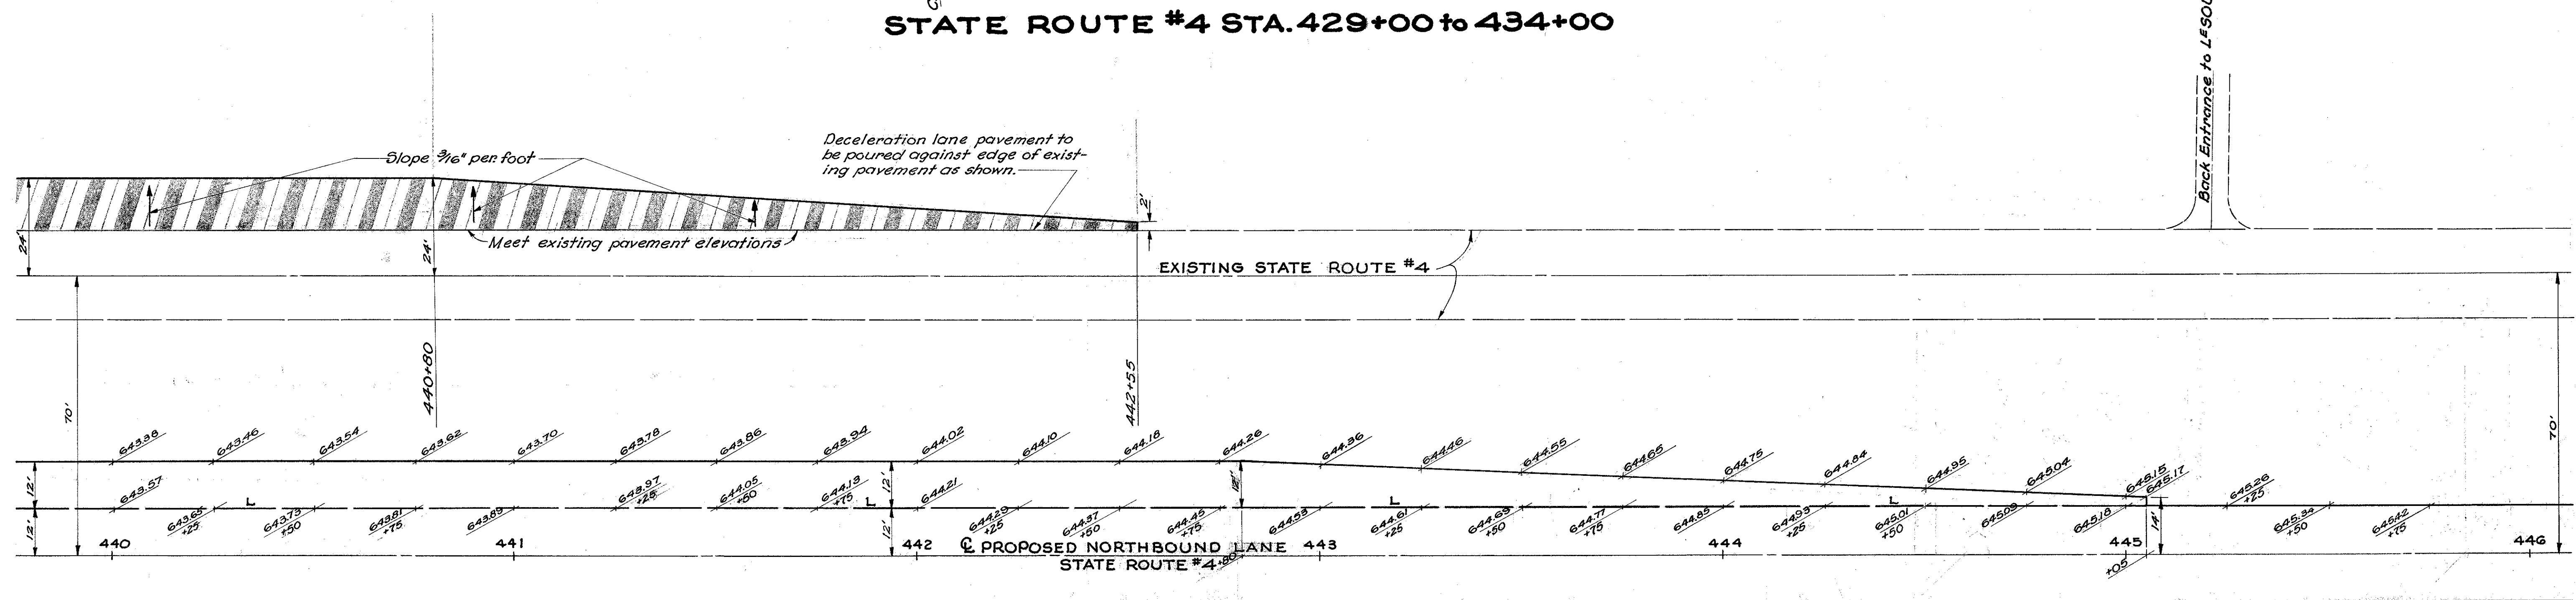 STATE ROUTE #4 STA. 429+00 to 434+00
Back Entrance to
Slope 3/16" per. foot
Deceleration lane pavement to
be poured against edge of exist-
ing pavement as shown.
2'
24'
24'
Meet existing pavement elevations
EXISTING STATE ROUTE #4
440+80
442+55
70'
70'
643.38 643.46 643.54 643.62 643.70 643.78 643.86 643.94 644.02 644.10 644.18 644.26 644.36 644.46 644.55 644.65 644.75 644.84 644.95 645.04 645.15 645.17
12' 12' 12'
643.57 643.97 +25 644.05 +50 644.13 +75 644.21 645.26 +25
L L L L
643.65 +25 643.73 +50 643.81 +75 643.89 644.29 +25 644.37 +50 644.45 +75 644.53 644.61 +25 644.69 +50 644.77 +75 644.85 644.93 +25 645.01 +50 645.09 645.18 645.34 +50 645.42 +75
12' 12' 14'
440 441 442 ℄ PROPOSED NORTHBOUND LANE 443 444 445 446
STATE ROUTE #4 +80
+05